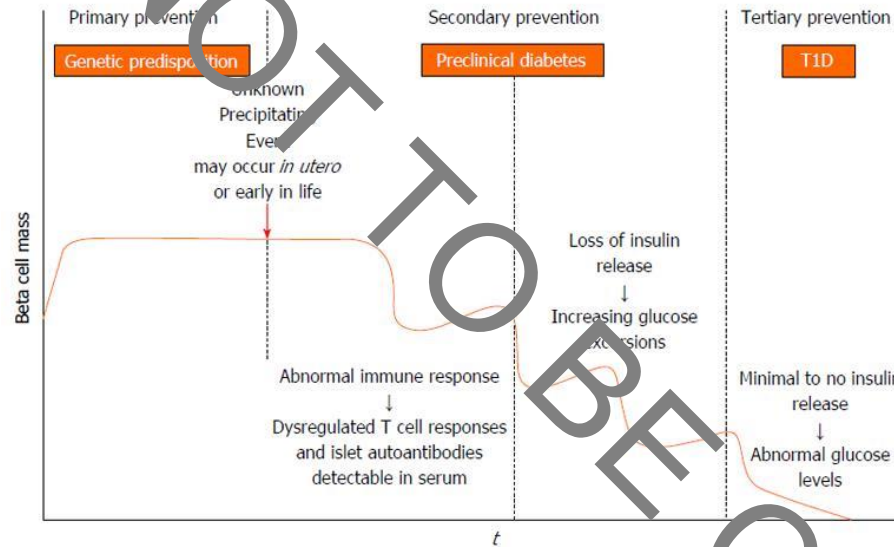 Primary prevention
Secondary prevention
Tertiary prevention
Genetic predisposition
Preclinical diabetes
T1D
Unknown
Precipitating
Event
may occur in utero
or early in life
Beta cell mass
Loss of insulin
release
↓
Increasing glucose
excursions
Abnormal immune response
↓
Dysregulated T cell responses
and islet autoantibodies
detectable in serum
Minimal to no insulin
release
↓
Abnormal glucose
levels
t
TO BE